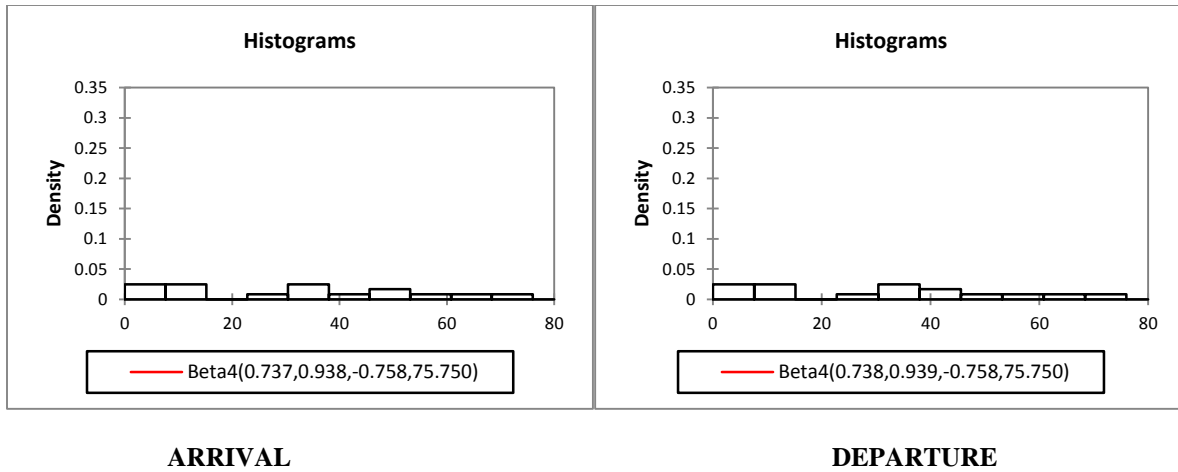 Histograms
0.35
0.3
0.25
0.2
0.15
0.1
0.05
0
Density
0 20 40 60 80
Beta4(0.737,0.938,-0.758,75.750)
Histograms
0.35
0.3
0.25
0.2
0.15
0.1
0.05
0
Density
0 20 40 60 80
Beta4(0.738,0.939,-0.758,75.750)
ARRIVAL
DEPARTURE